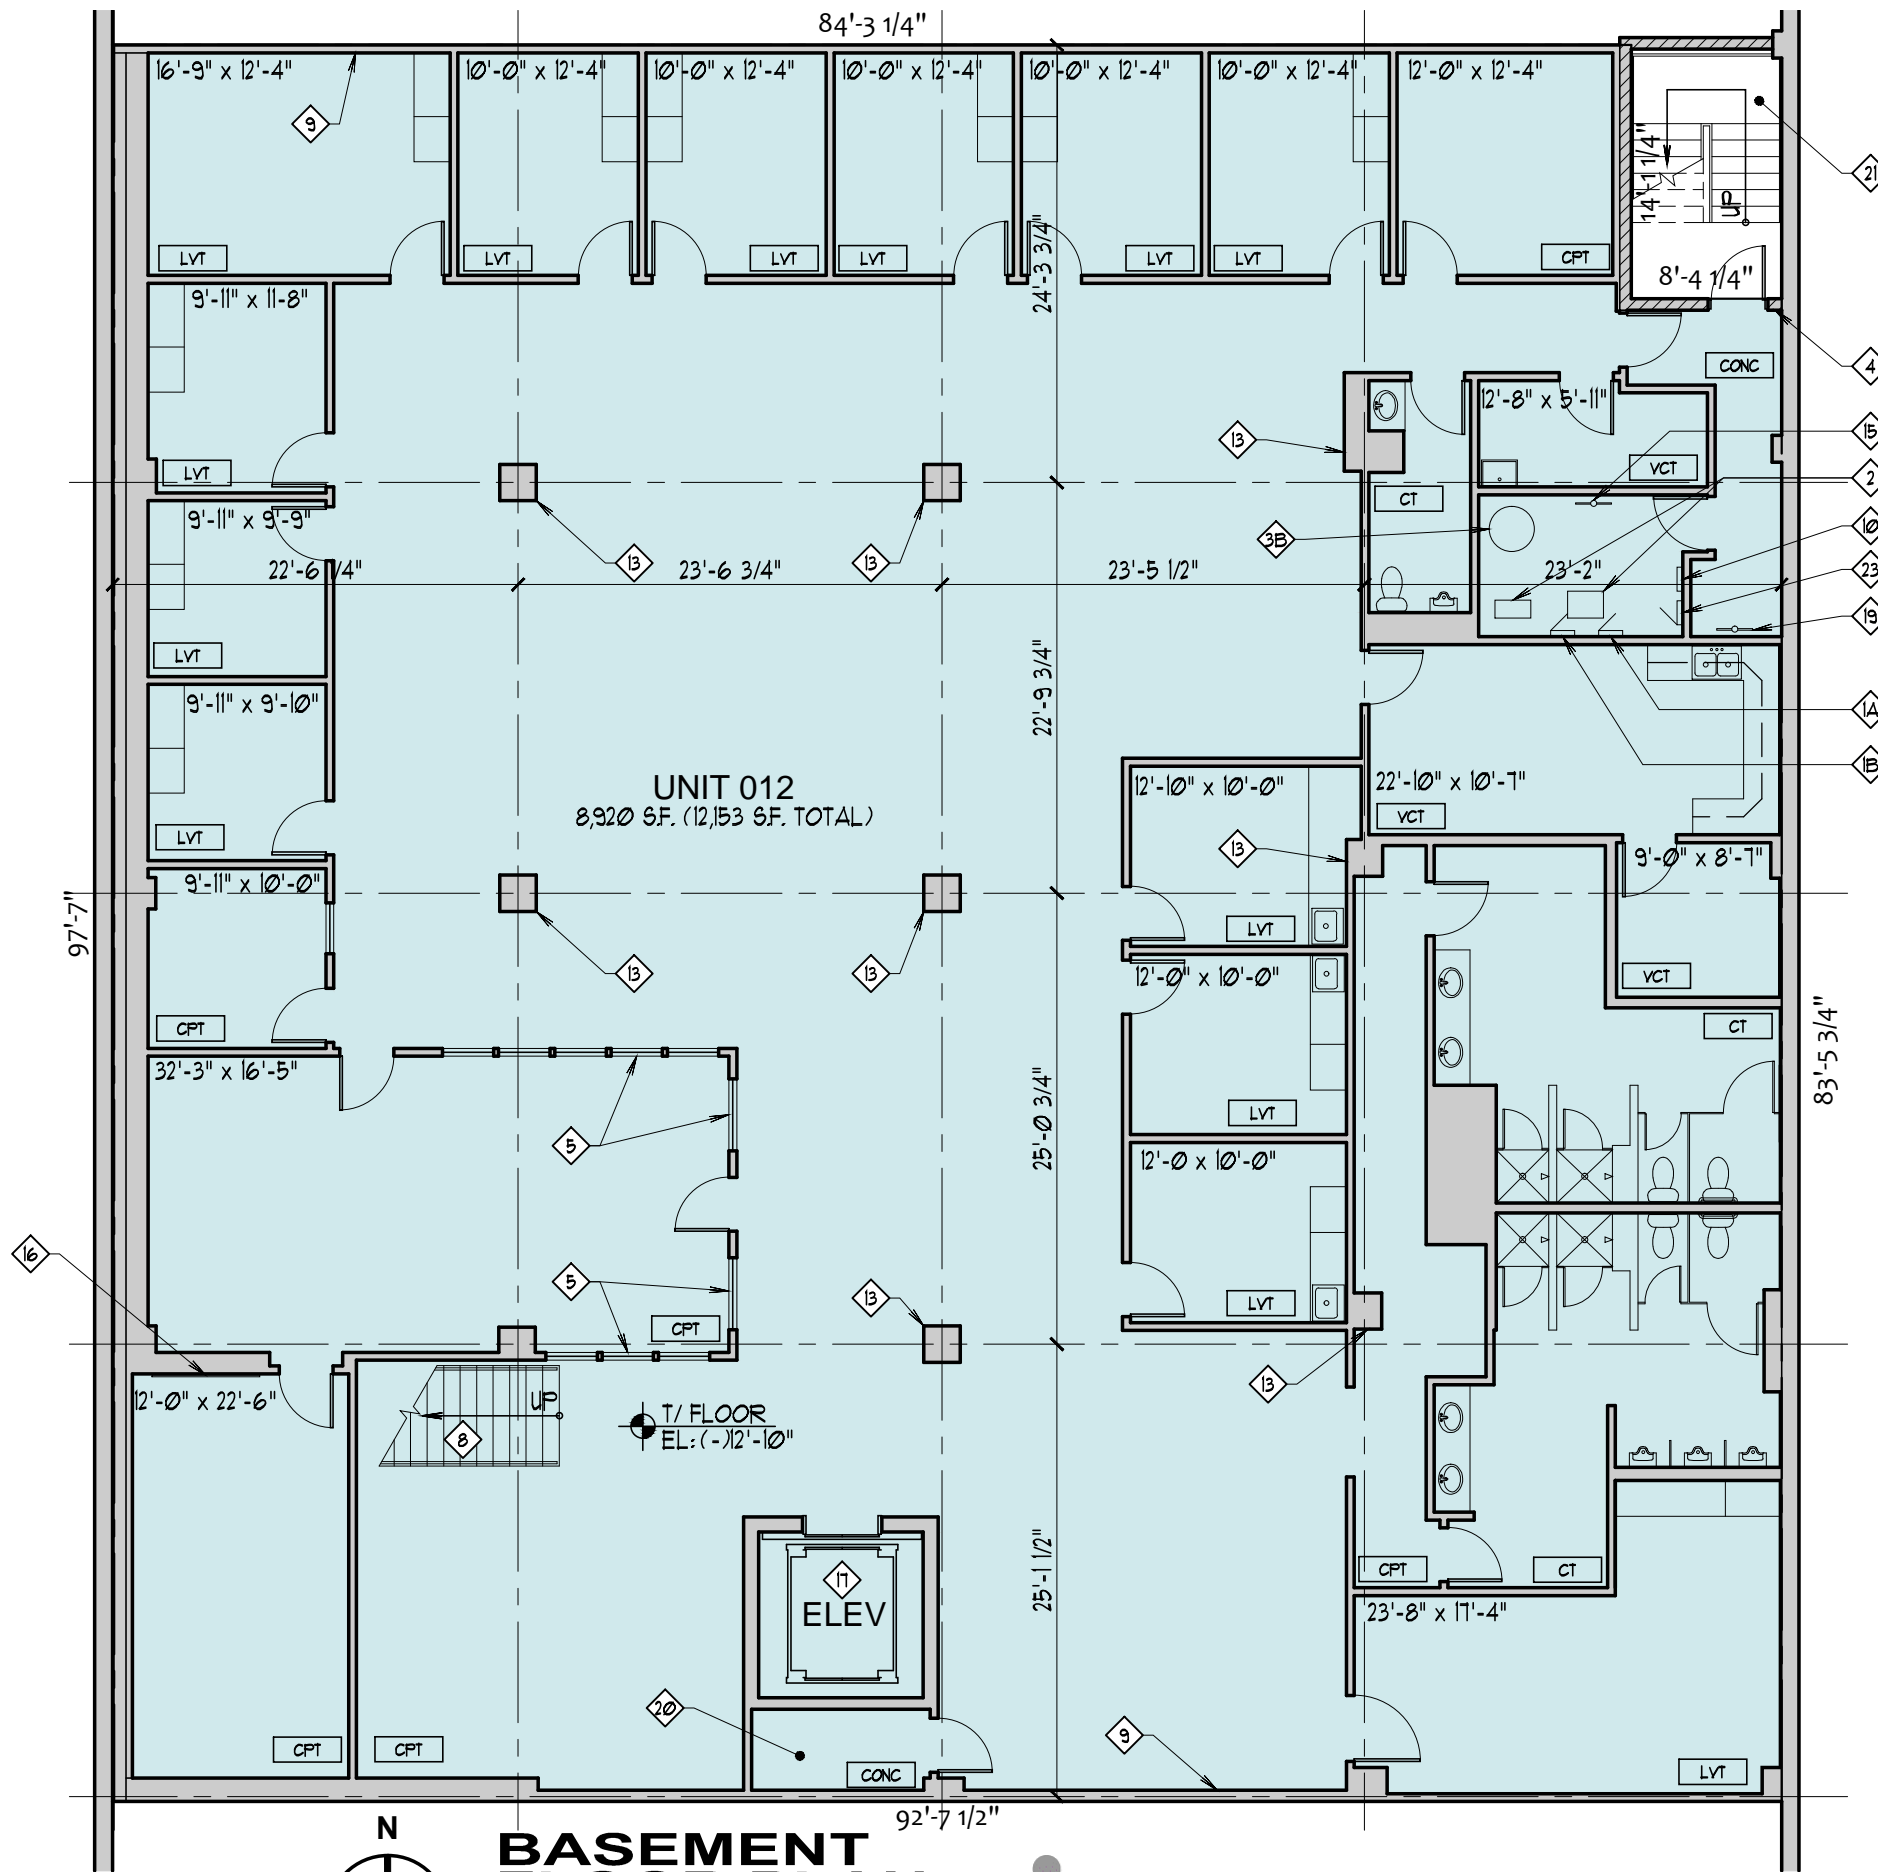 84'-3 1/4"
16'-9" x 12'-4"
10'-0" x 12'-4"
10'-0" x 12'-4"
10'-0" x 12'-4"
10'-0" x 12'-4"
10'-0" x 12'-4"
12'-0" x 12'-4"
9
14'-1 1/4"
UP
21
LVT
LVT
LVT
LVT
LVT
LVT
CPT
24'-3 3/4"
8'-4 1/4"
9'-11" x 11-8"
CONC
4
12'-8" x 5'-11"
13
15
LVT
VCT
2
CT
9'-11" x 9'-9"
10
3B
22'-6 1/4"
13
23'-6 3/4"
13
23'-5 1/2"
23'-2"
23
19
LVT
22'-9 3/4"
9'-11" x 9'-10"
1A
1B
UNIT 012
8,920 S.F. (12,153 S.F. TOTAL)
12'-10" x 10'-0"
22'-10" x 10'-7"
VCT
LVT
13
9'-0" x 8'-7"
9'-11" x 10'-0"
97'-7"
LVT
13
13
12'-0" x 10'-0"
VCT
CPT
CT
83'-5 3/4"
32'-3" x 16'-5"
25'-0 3/4"
LVT
5
12'-0 x 10'-0"
16
5
13
LVT
CPT
13
12'-0" x 22'-6"
UP
8
T/ FLOOR
EL: (-)12'-10"
25'-1 1/2"
17
ELEV
CPT
CT
23'-8" x 17'-4"
20
9
CPT
CPT
CONC
LVT
92'-7 1/2"
N
BASEMENT
FLOOR PLAN